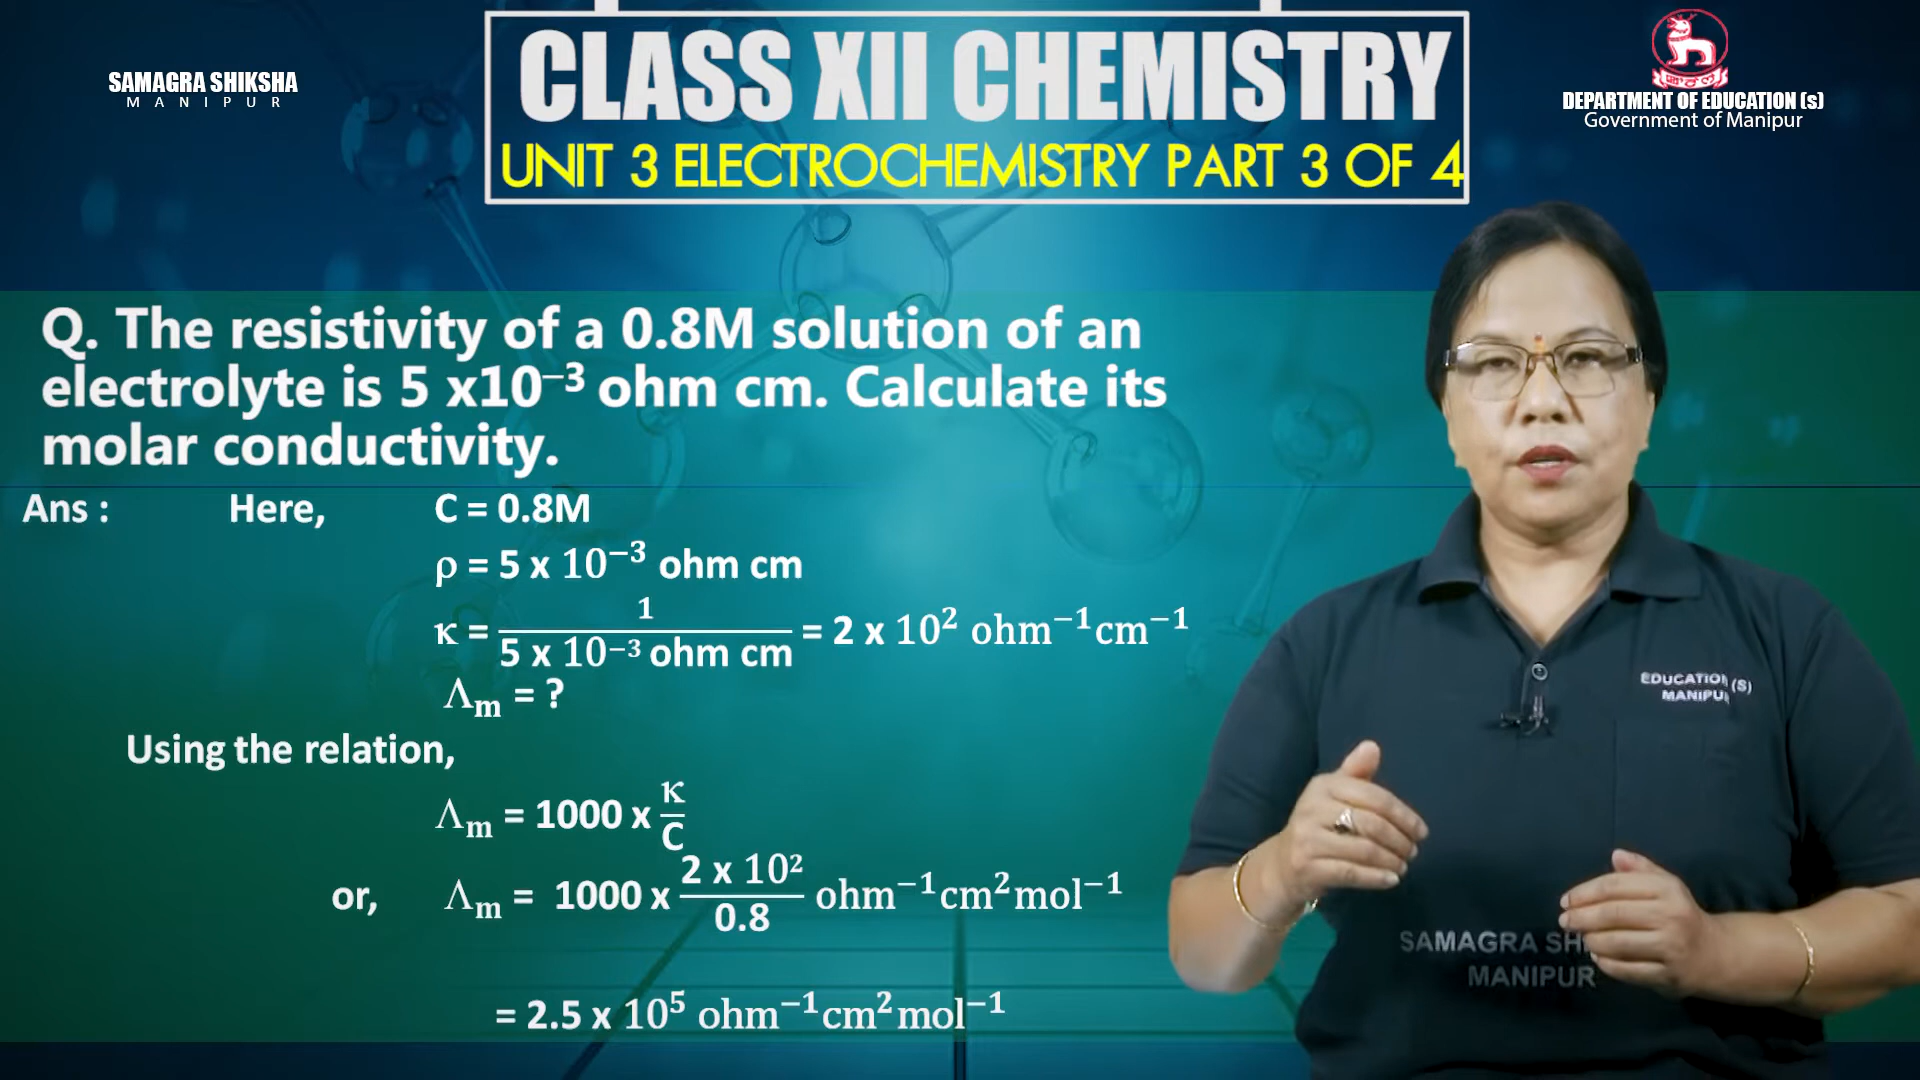 SAMAGRA SHIKSHA
MANIPUR
CLASS XII CHEMISTRY
UNIT 3 ELECTROCHEMISTRY PART 3 OF 4
DEPARTMENT OF EDUCATION (s)
Government of Manipur
Q. The resistivity of a 0.8M solution of an
electrolyte is 5 x10⁻³ ohm cm. Calculate its
molar conductivity.
Ans : Here, C = 0.8M
ρ = 5 x 10⁻³ ohm cm
κ = 1 / 5 x 10⁻³ ohm cm = 2 x 10² ohm⁻¹cm⁻¹
Λm = ?
Using the relation,
Λm = 1000 x κ / C
or, Λm = 1000 x 2 x 10² / 0.8 ohm⁻¹cm²mol⁻¹
= 2.5 x 10⁵ ohm⁻¹cm²mol⁻¹
EDUCATION (S)
MANIPU
SAMAGRA SH
MANIPUR